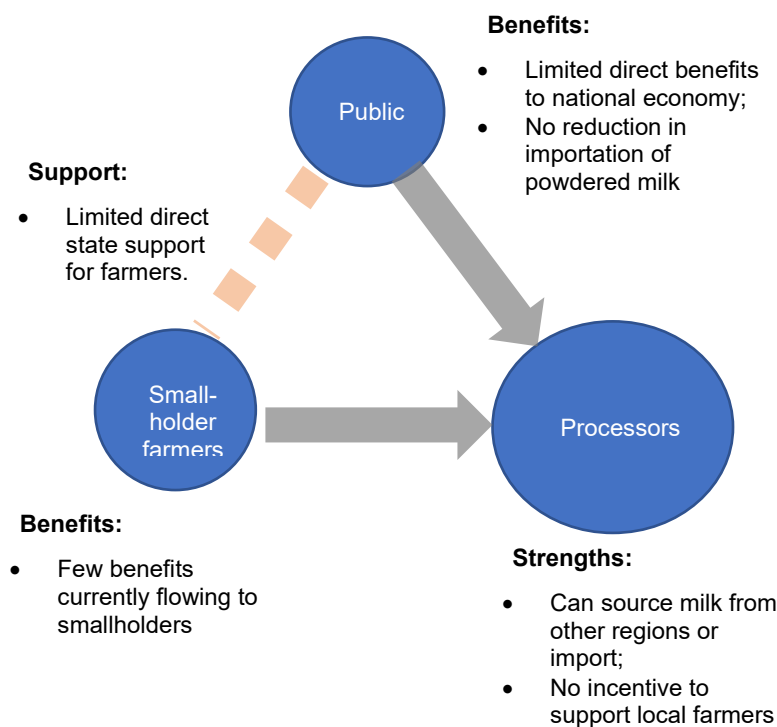 Benefits:
• Limited direct benefits
to national economy;
• No reduction in
importation of
powdered milk
Public
Support:
• Limited direct
state support
for farmers.
Small-
holder
farmers
Processors
Benefits:
• Few benefits
currently flowing to
smallholders
Strengths:
• Can source milk from
other regions or
import;
• No incentive to
support local farmers